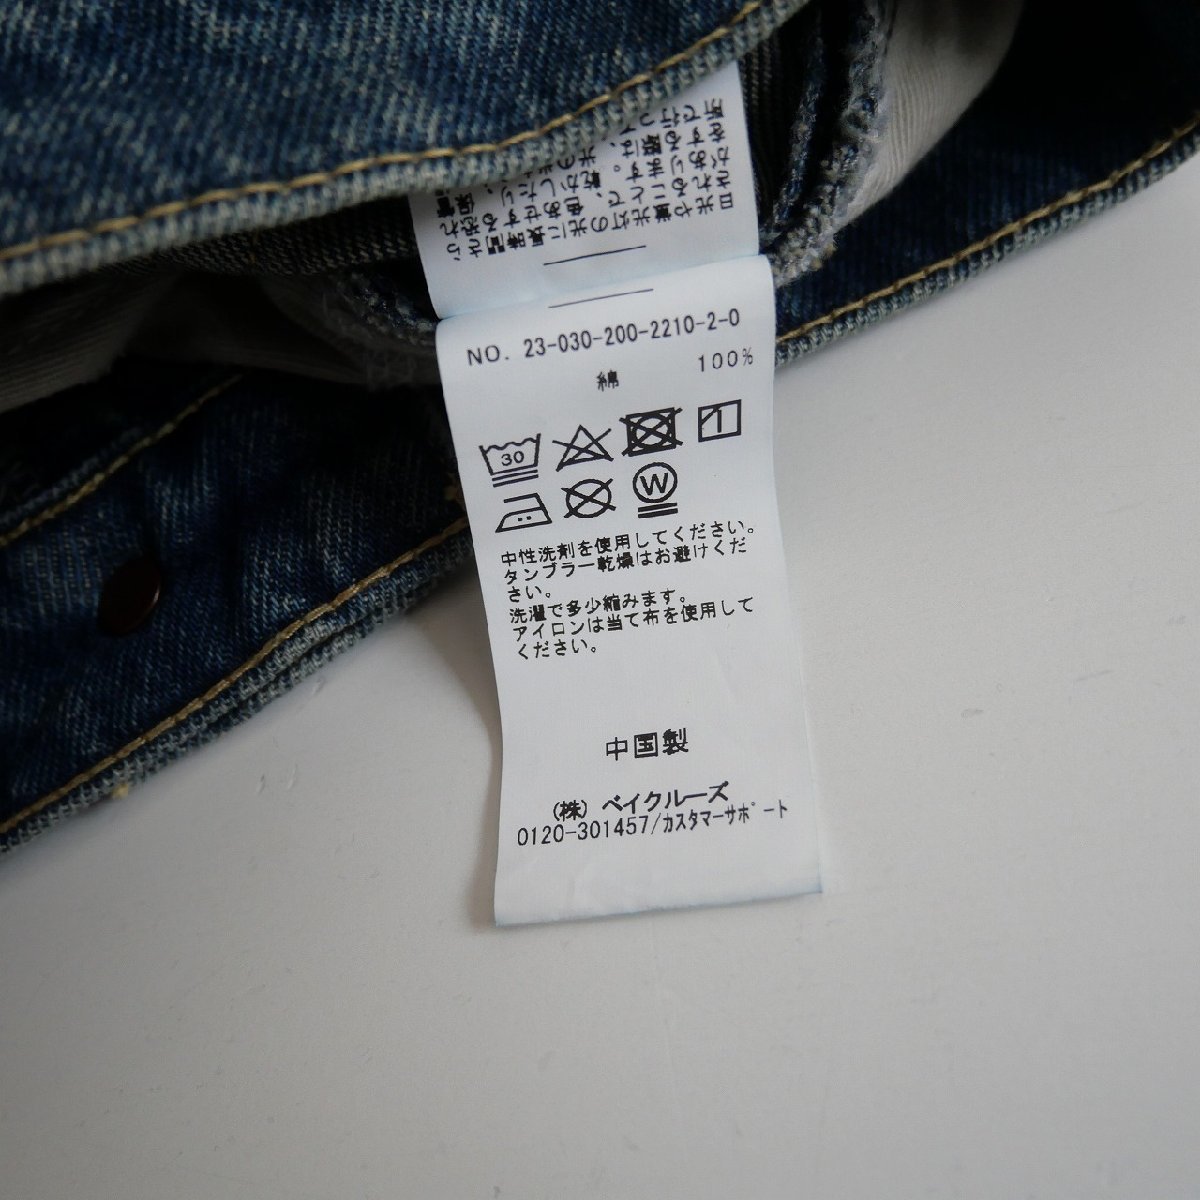 NO. 23-030-200-2210-2-0
綿 100%
30
W
中性洗剤を使用してください。
タンブラー乾燥はお避けくだ
さい。
洗濯で多少縮みます。
アイロンは当て布を使用して
ください。
中国製
(株) ベイクルーズ
0120-301457/カスタマーサポート